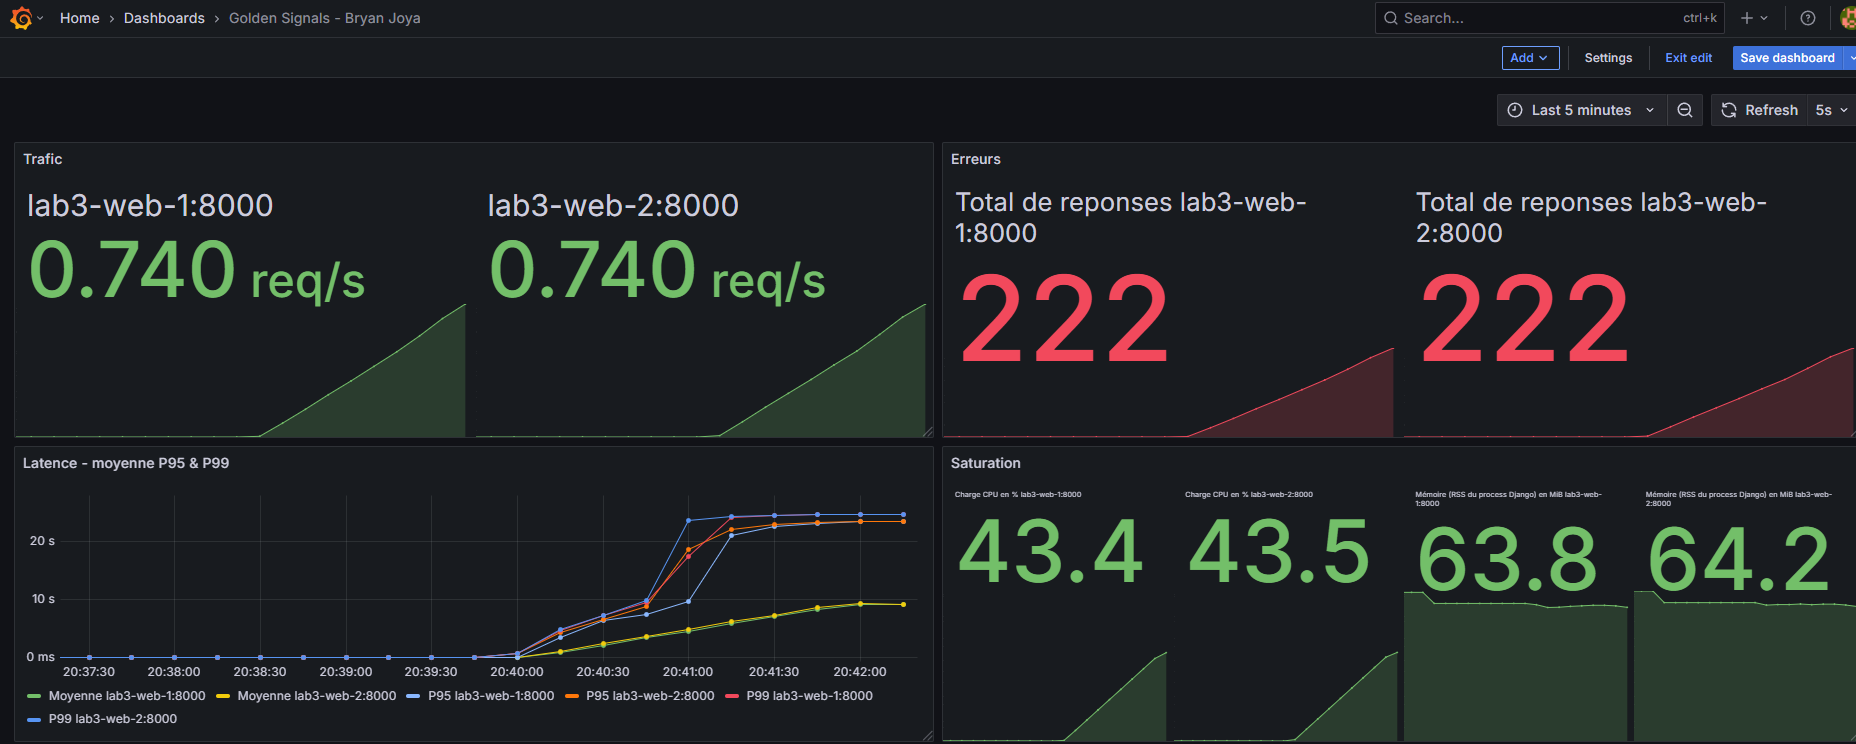 Home › Dashboards › Golden Signals - Bryan Joya
Search...
ctrl+k
Add
Settings
Exit edit
Save dashboard
Last 5 minutes
Refresh
5s
Trafic
lab3-web-1:8000
0.740 req/s
lab3-web-2:8000
0.740 req/s
Erreurs
Total de reponses lab3-web-
1:8000
222
Total de reponses lab3-web-
2:8000
222
Latence - moyenne P95 & P99
20 s
10 s
0 ms
20:37:30 20:38:00 20:38:30 20:39:00 20:39:30 20:40:00 20:40:30 20:41:00 20:41:30 20:42:00
Moyenne lab3-web-1:8000 Moyenne lab3-web-2:8000 P95 lab3-web-1:8000 P95 lab3-web-2:8000 P99 lab3-web-1:8000
P99 lab3-web-2:8000
Saturation
Charge CPU en % lab3-web-1:8000
43.4
Charge CPU en % lab3-web-2:8000
43.5
Mémoire (RSS du process Django) en MiB lab3-web-
1:8000
63.8
Mémoire (RSS du process Django) en MiB lab3-web-
2:8000
64.2